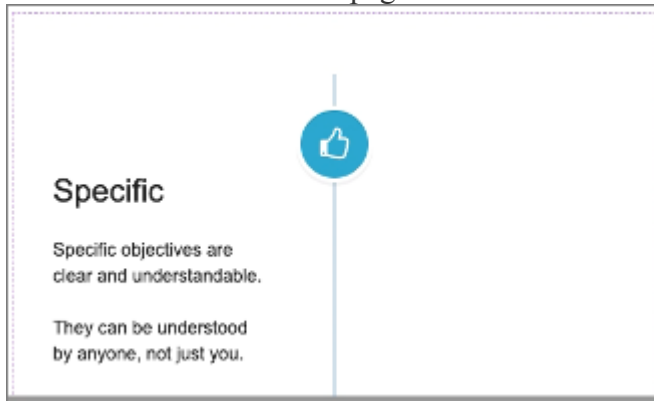 Specific
Specific objectives are
clear and understandable.
They can be understood
by anyone, not just you.